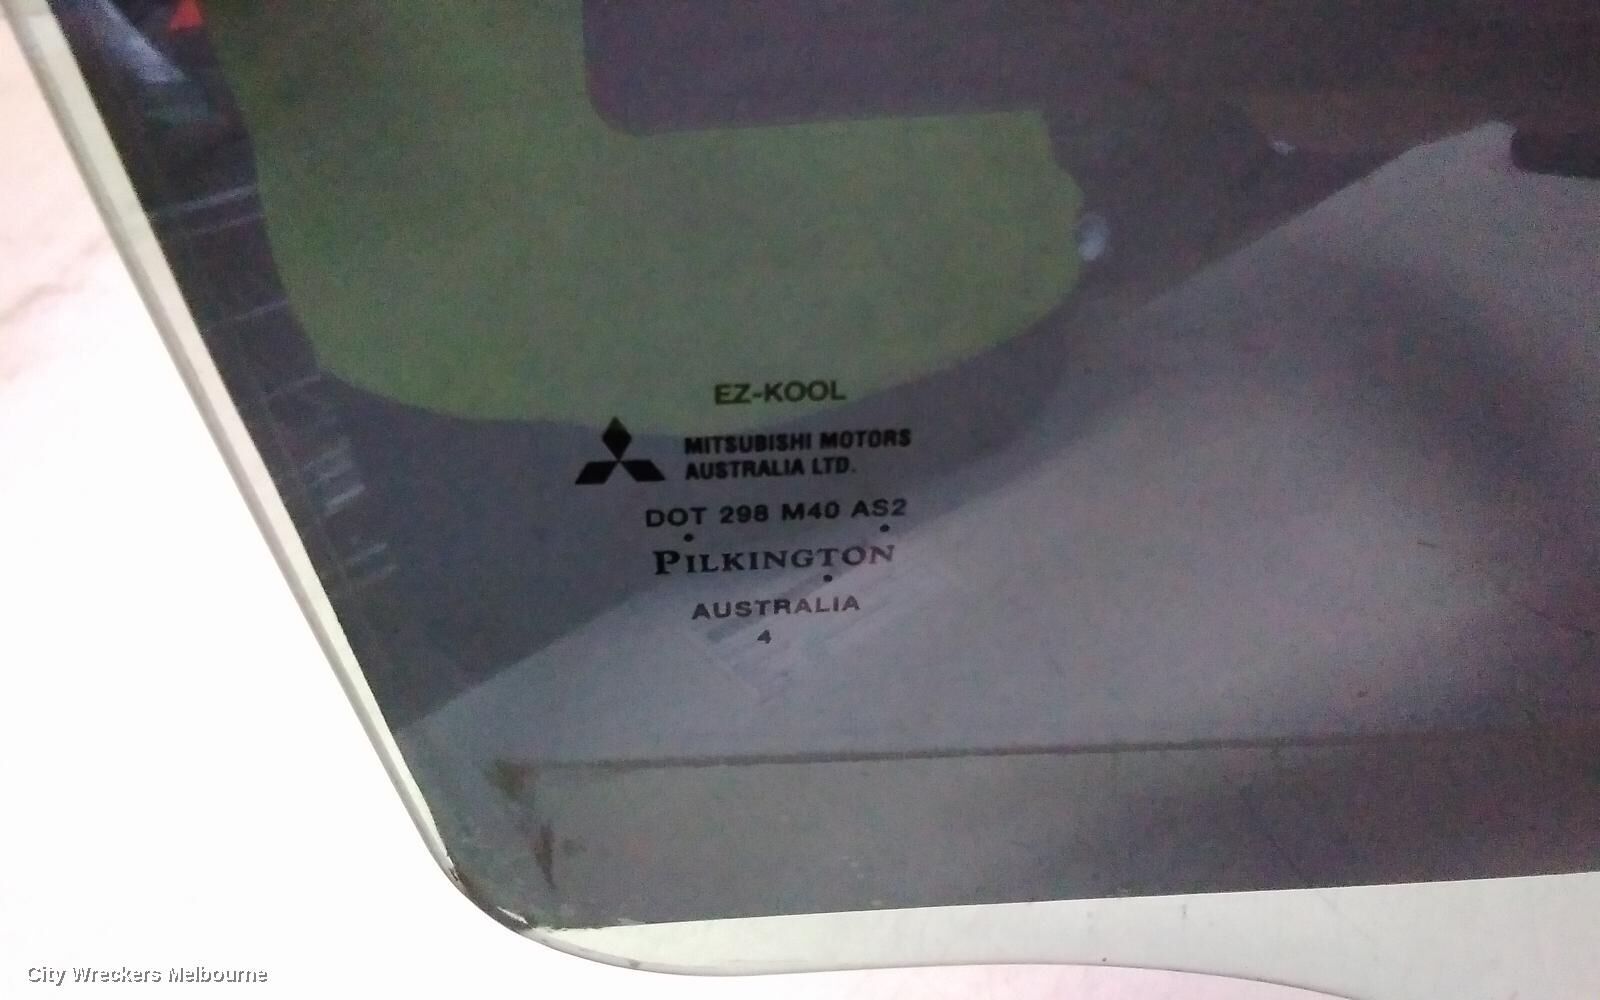 EZ-KOOL
MITSUBISHI MOTORS
AUSTRALIA LTD.
DOT 298 M40 AS2
PILKINGTON
AUSTRALIA
4
City Wreckers Melbourne